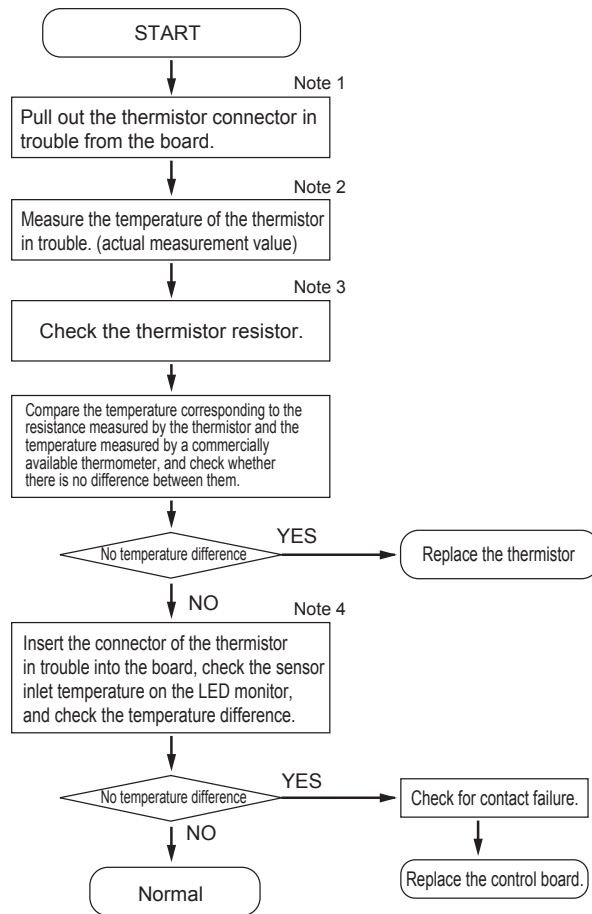 START
Note 1
Pull out the thermistor connector in
trouble from the board.
Note 2
Measure the temperature of the thermistor
in trouble. (actual measurement value)
Note 3
Check the thermistor resistor.
Compare the temperature corresponding to the
resistance measured by the thermistor and the
temperature measured by a commercially
available thermometer, and check whether
there is no difference between them.
No temperature difference
YES
Replace the thermistor
NO
Note 4
Insert the connector of the thermistor
in trouble into the board, check the sensor
inlet temperature on the LED monitor,
and check the temperature difference.
No temperature difference
YES
Check for contact failure.
NO
Normal
Replace the control board.